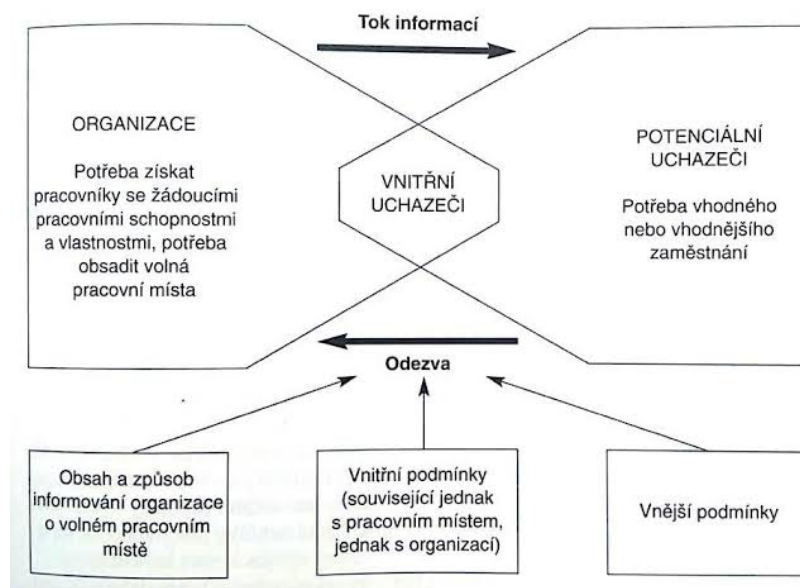 Tok informací
ORGANIZACE
Potřeba získat
pracovníky se žádoucími
pracovními schopnostmi
a vlastnostmi, potřeba
obsadit volná
pracovní místa
VNITŘNÍ
UCHAZEČI
POTENCIÁLNÍ
UCHAZEČI
Potřeba vhodného
nebo vhodnějšího
zaměstnání
Odezva
Obsah a způsob
informování organizace
o volném pracovním
místě
Vnitřní podmínky
(související jednak
s pracovním místem,
jednak s organizací)
Vnější podmínky